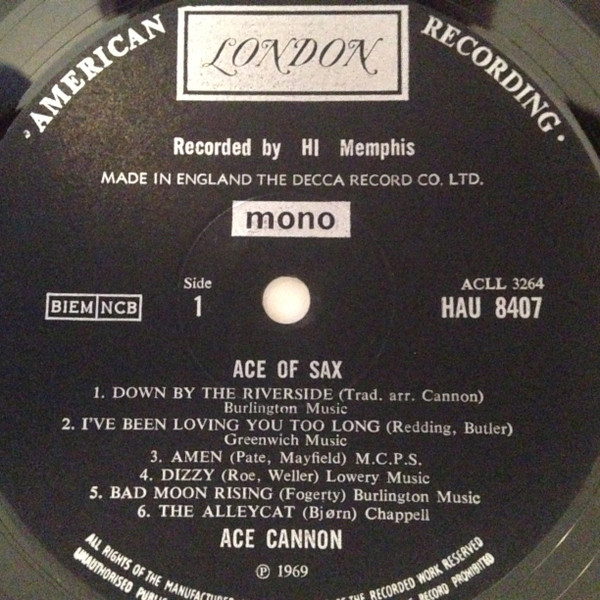 AMERICAN RECORDING.
LONDON
Recorded by HI Memphis
MADE IN ENGLAND THE DECCA RECORD CO. LTD.
mono
BIEM NCB
Side
1
ACLL 3264
HAU 8407
ACE OF SAX
1. DOWN BY THE RIVERSIDE (Trad. arr. Cannon)
Burlington Music
2. I'VE BEEN LOVING YOU TOO LONG (Redding, Butler)
Greenwich Music
3. AMEN (Pate, Mayfield) M.C.P.S.
4. DIZZY (Roe, Weller) Lowery Music
5. BAD MOON RISING (Fogerty) Burlington Music
6. THE ALLEYCAT (Bjørn) Chappell
ACE CANNON
℗ 1969
ALL RIGHTS OF THE MANUFACTURER OF THE RECORDED WORK RESERVED
UNAUTHORISED RECORD PROHIBITED